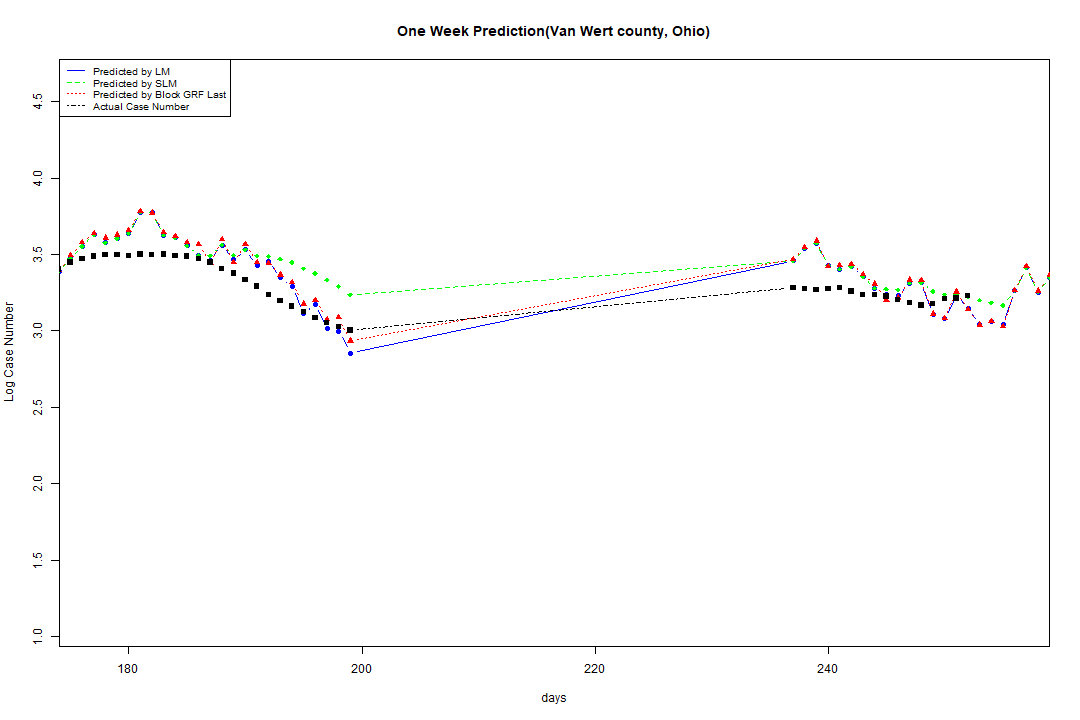 One Week Prediction(Van Wert county, Ohio)
Predicted by LM
Predicted by SLM
Predicted by Block GRF Last
Actual Case Number
4.5
4.0
3.5
3.0
2.5
2.0
1.5
1.0
Log Case Number
180
200
220
240
days